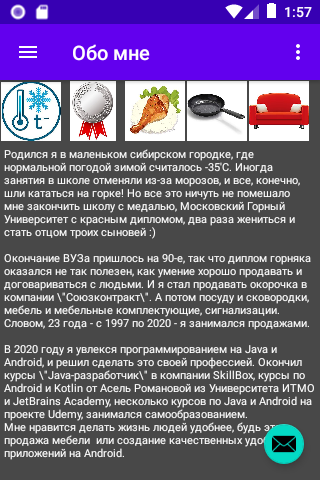 1:57
Обо мне
t-
Родился я в маленьком сибирском городке, где
нормальной погодой зимой считалось -35'С. Иногда
занятия в школе отменяли из-за морозов, и все, конечно,
шли кататься на горке! Но все это ничуть не помешало
мне закончить школу с медалью, Московский Горный
Университет с красным дипломом, два раза жениться и
стать отцом троих сыновей :)
Окончание ВУЗа пришлось на 90-е, так что диплом горняка
оказался не так полезен, как умение хорошо продавать и
договариваться с людьми. И я стал продавать окорочка в
компании \"Союзконтракт\". А потом посуду и сковородки,
мебель и мебельные комплектующие, сигнализации.
Словом, 23 года - с 1997 по 2020 - я занимался продажами.
В 2020 году я увлекся программированием на Java и
Android, и решил сделать это своей профессией. Окончил
курсы \"Java-разработчик\" в компании SkillBox, курсы по
Android и Kotlin от Асель Романовой из Университета ИТМО
и JetBrains Academy, несколько курсов по Java и Android на
проекте Udemy, занимался самообразованием.
Мне нравится делать жизнь людей удобнее, будь э
продажа мебели или создание качественных удо
приложений на Android.